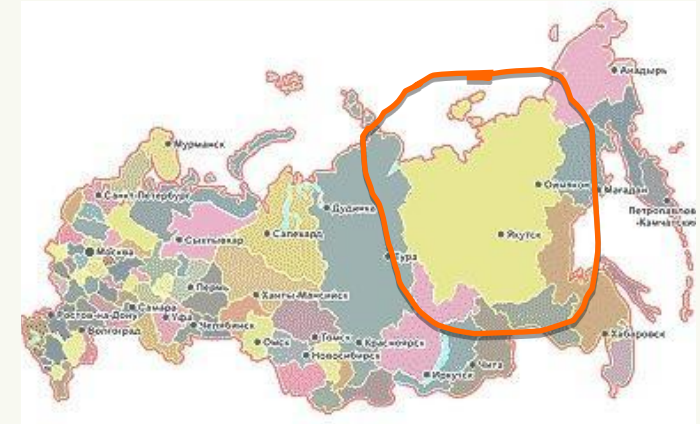 Анадырь
Мурманск
Оймякон
Магадан
Санкт-Петербург
Дудинка
Петропавловск
-Камчатский
Салехард
Якутск
Сыктывкар
Москва
Тура
Пермь
Ханты-Мансийск
Самара
Ростов-на-Дону
Уфа
Челябинск
Волгоград
Хабаровск
Томск
Омск
Красноярск
Новосибирск
Чита
Иркутск